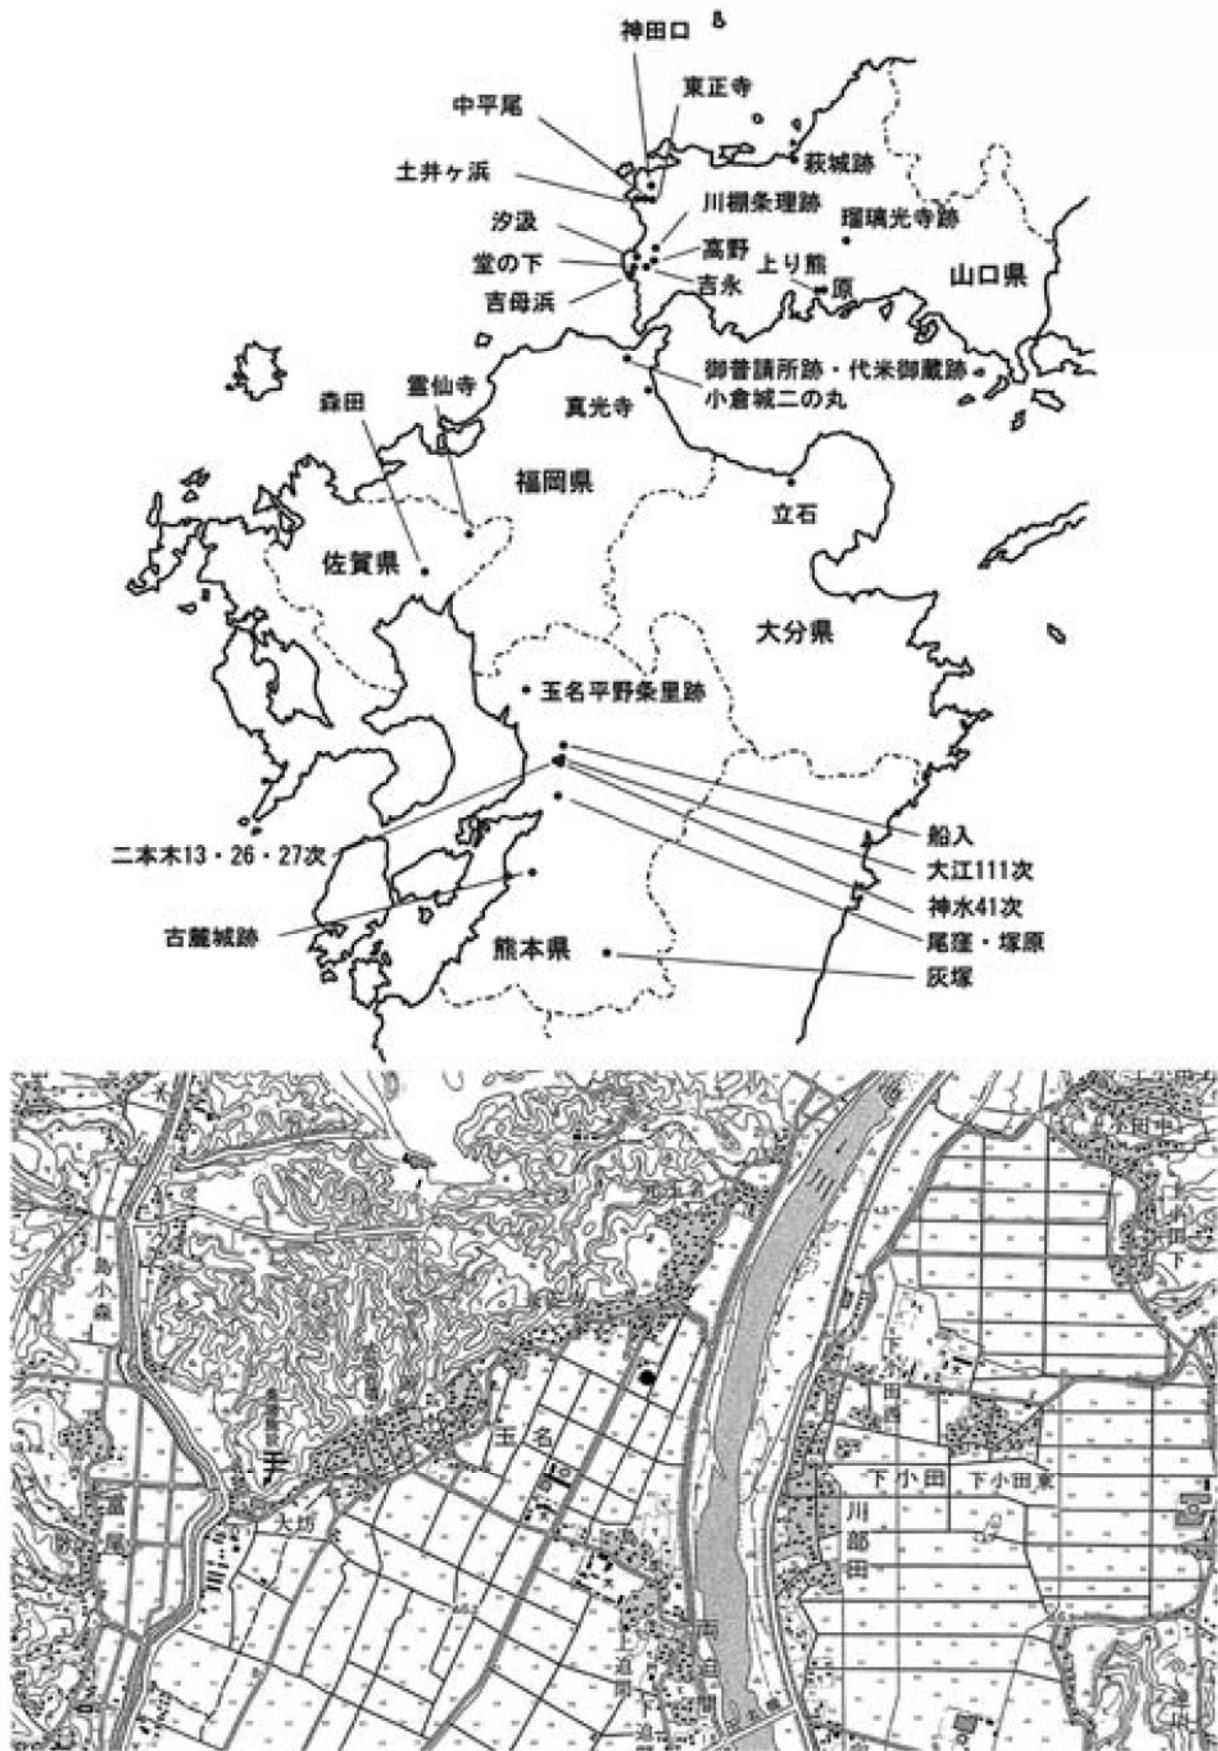 神田口
東正寺
中平尾
萩城跡
土井ヶ浜
川棚条理跡
瑠璃光寺跡
汐汲
高野
堂の下
上り熊
山口県
吉永
原
吉母浜
御普請所跡・代米御蔵跡
小倉城二の丸
霊仙寺
森田
真光寺
福岡県
立石
佐賀県
大分県
玉名平野条里跡
船入
二本木13・26・27次
大江111次
神水41次
古麓城跡
尾窪・塚原
熊本県
灰塚
小田中
島小森
玉名
下小田
下小田東
富尾
大坊
川部田